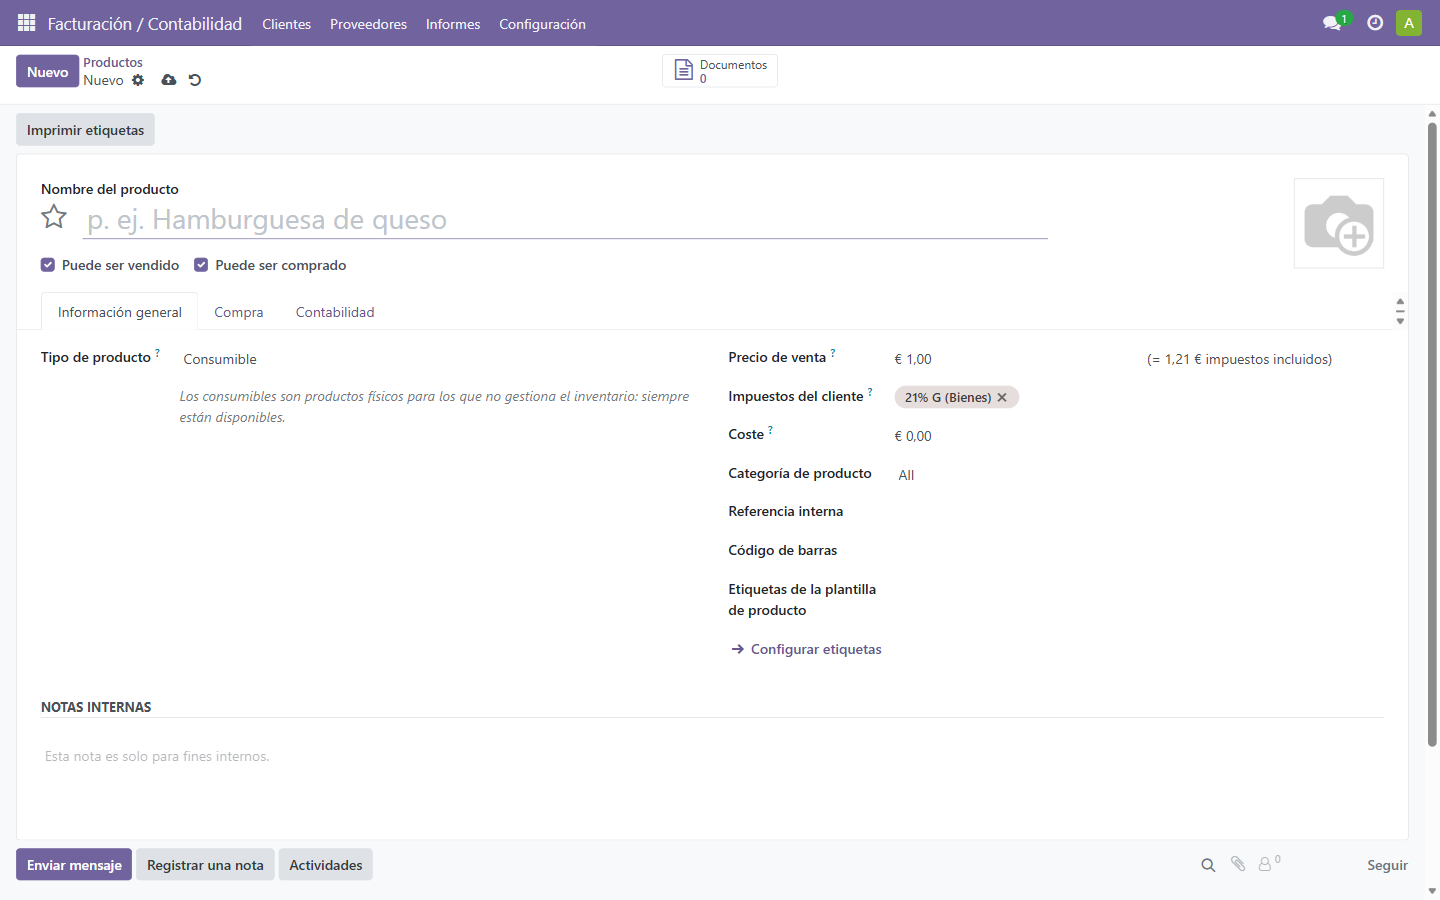 Facturación / Contabilidad Clientes Proveedores Informes Configuración 1 A
Nuevo
Productos
Nuevo
Documentos
0
Imprimir etiquetas
Nombre del producto
p. ej. Hamburguesa de queso
Puede ser vendido Puede ser comprado
Información general Compra Contabilidad
Tipo de producto ? Consumible
Los consumibles son productos físicos para los que no gestiona el inventario: siempre
están disponibles.
Precio de venta ? € 1,00 (= 1,21 € impuestos incluidos)
Impuestos del cliente ? 21% G (Bienes)
Coste ? € 0,00
Categoría de producto All
Referencia interna
Código de barras
Etiquetas de la plantilla
de producto
Configurar etiquetas
NOTAS INTERNAS
Esta nota es solo para fines internos.
Enviar mensaje Registrar una nota Actividades 0 Seguir